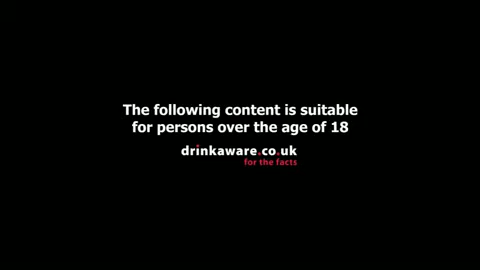 The following content is suitable
for persons over the age of 18
drinkaware.co.uk
for the facts